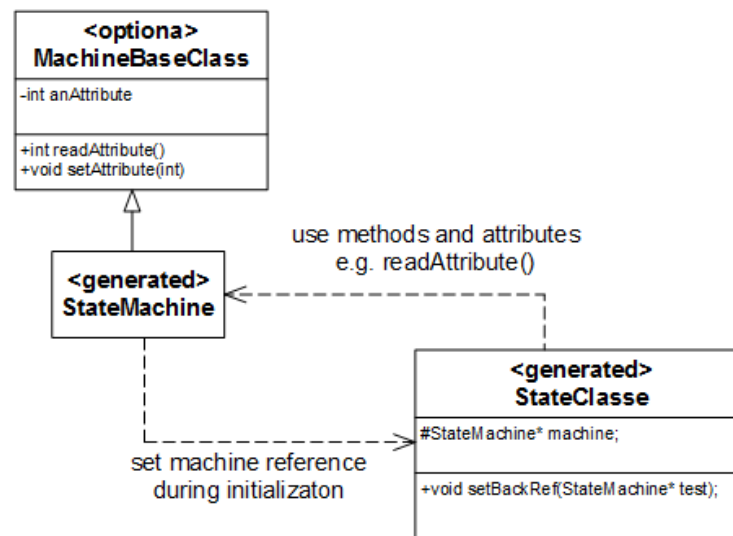 <optiona>
MachineBaseClass
-int anAttribute
+int readAttribute()
+void setAttribute(int)
use methods and attributes
e.g. readAttribute()
<generated>
StateMachine
<generated>
StateClasse
#StateMachine* machine;
set machine reference
during initializaton
+void setBackRef(StateMachine* test);